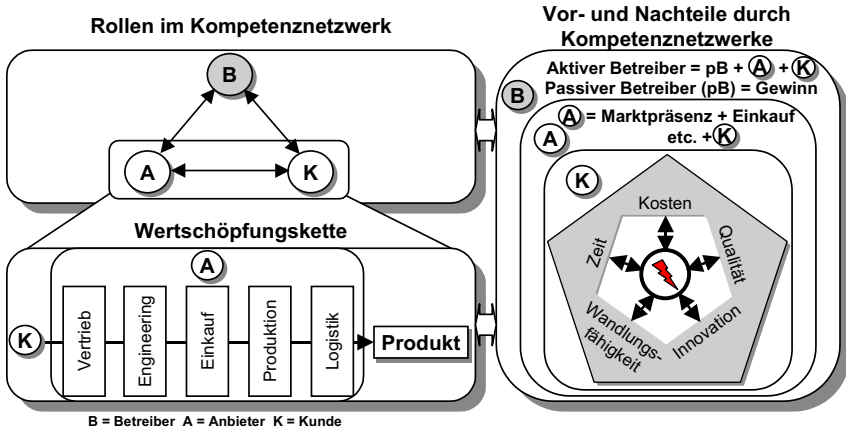 Rollen im Kompetenznetzwerk
B
A
K
Wertschöpfungskette
A
K
Vertrieb
Engineering
Einkauf
Produktion
Logistik
Produkt
B = Betreiber A = Anbieter K = Kunde
Vor- und Nachteile durch
Kompetenznetzwerke
Aktiver Betreiber = pB + A + K
B Passiver Betreiber (pB) = Gewinn
A = Marktpräsenz + Einkauf
A
etc. + K
K
Kosten
Zeit
Qualität
Wandlungs-
fähigkeit
Innovation